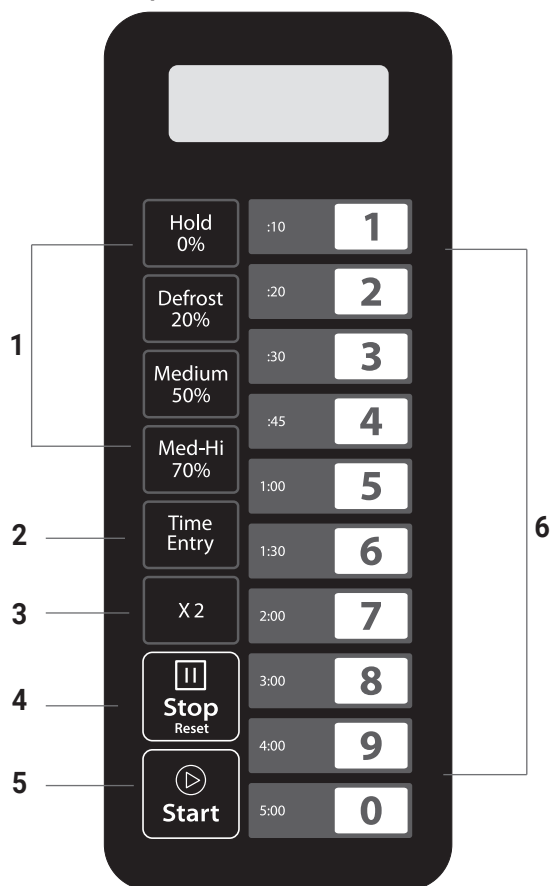 Hold
0%
Defrost
20%
Medium
50%
Med-Hi
70%
Time
Entry
X 2
Stop
Reset
Start
:10 1
:20 2
:30 3
:45 4
1:00 5
1:30 6
2:00 7
3:00 8
4:00 9
5:00 0
1
2
3
4
5
6